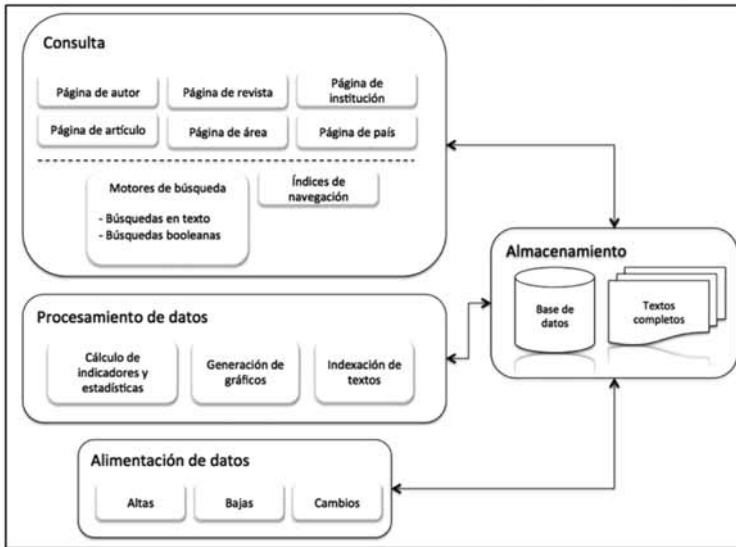 Consulta
Página de autor
Página de revista
Página de
institución
Página de artículo
Página de área
Página de país
Motores de búsqueda
- Búsquedas en texto
- Búsquedas booleanas
Índices de
navegación
Almacenamiento
Base de
datos
Textos
completos
Procesamiento de datos
Cálculo de
indicadores y
estadísticas
Generación de
gráficos
Indexación de
textos
Alimentación de datos
Altas
Bajas
Cambios